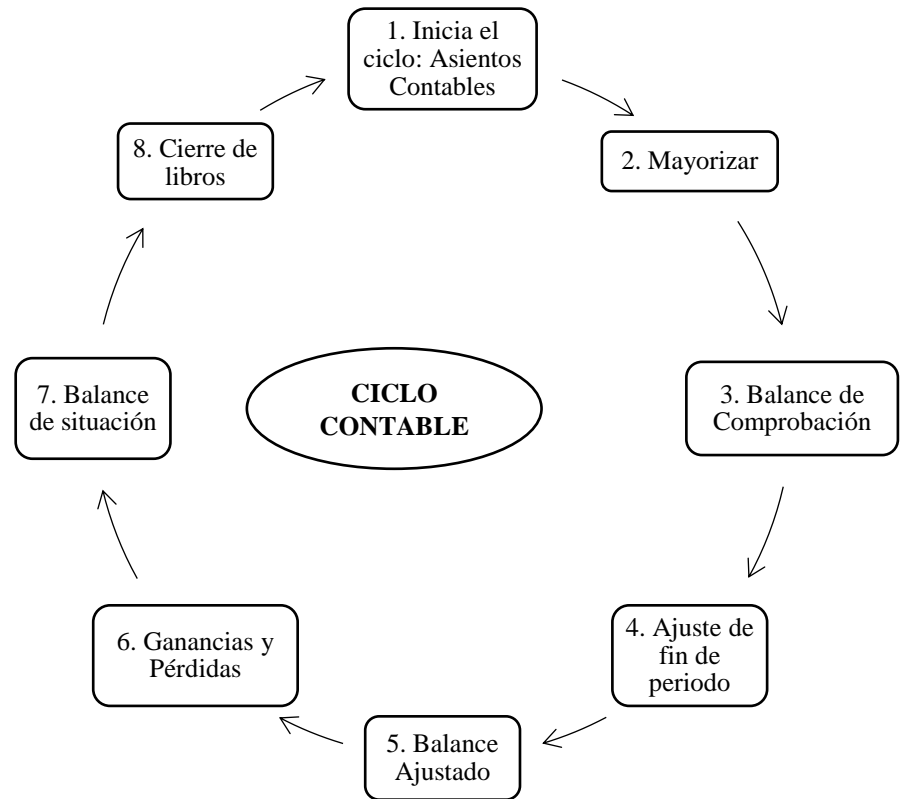 1. Inicia el
ciclo: Asientos
Contables
2. Mayorizar
3. Balance de
Comprobación
4. Ajuste de
fin de
periodo
5. Balance
Ajustado
6. Ganancias y
Pérdidas
7. Balance
de situación
8. Cierre de
libros
CICLO
CONTABLE